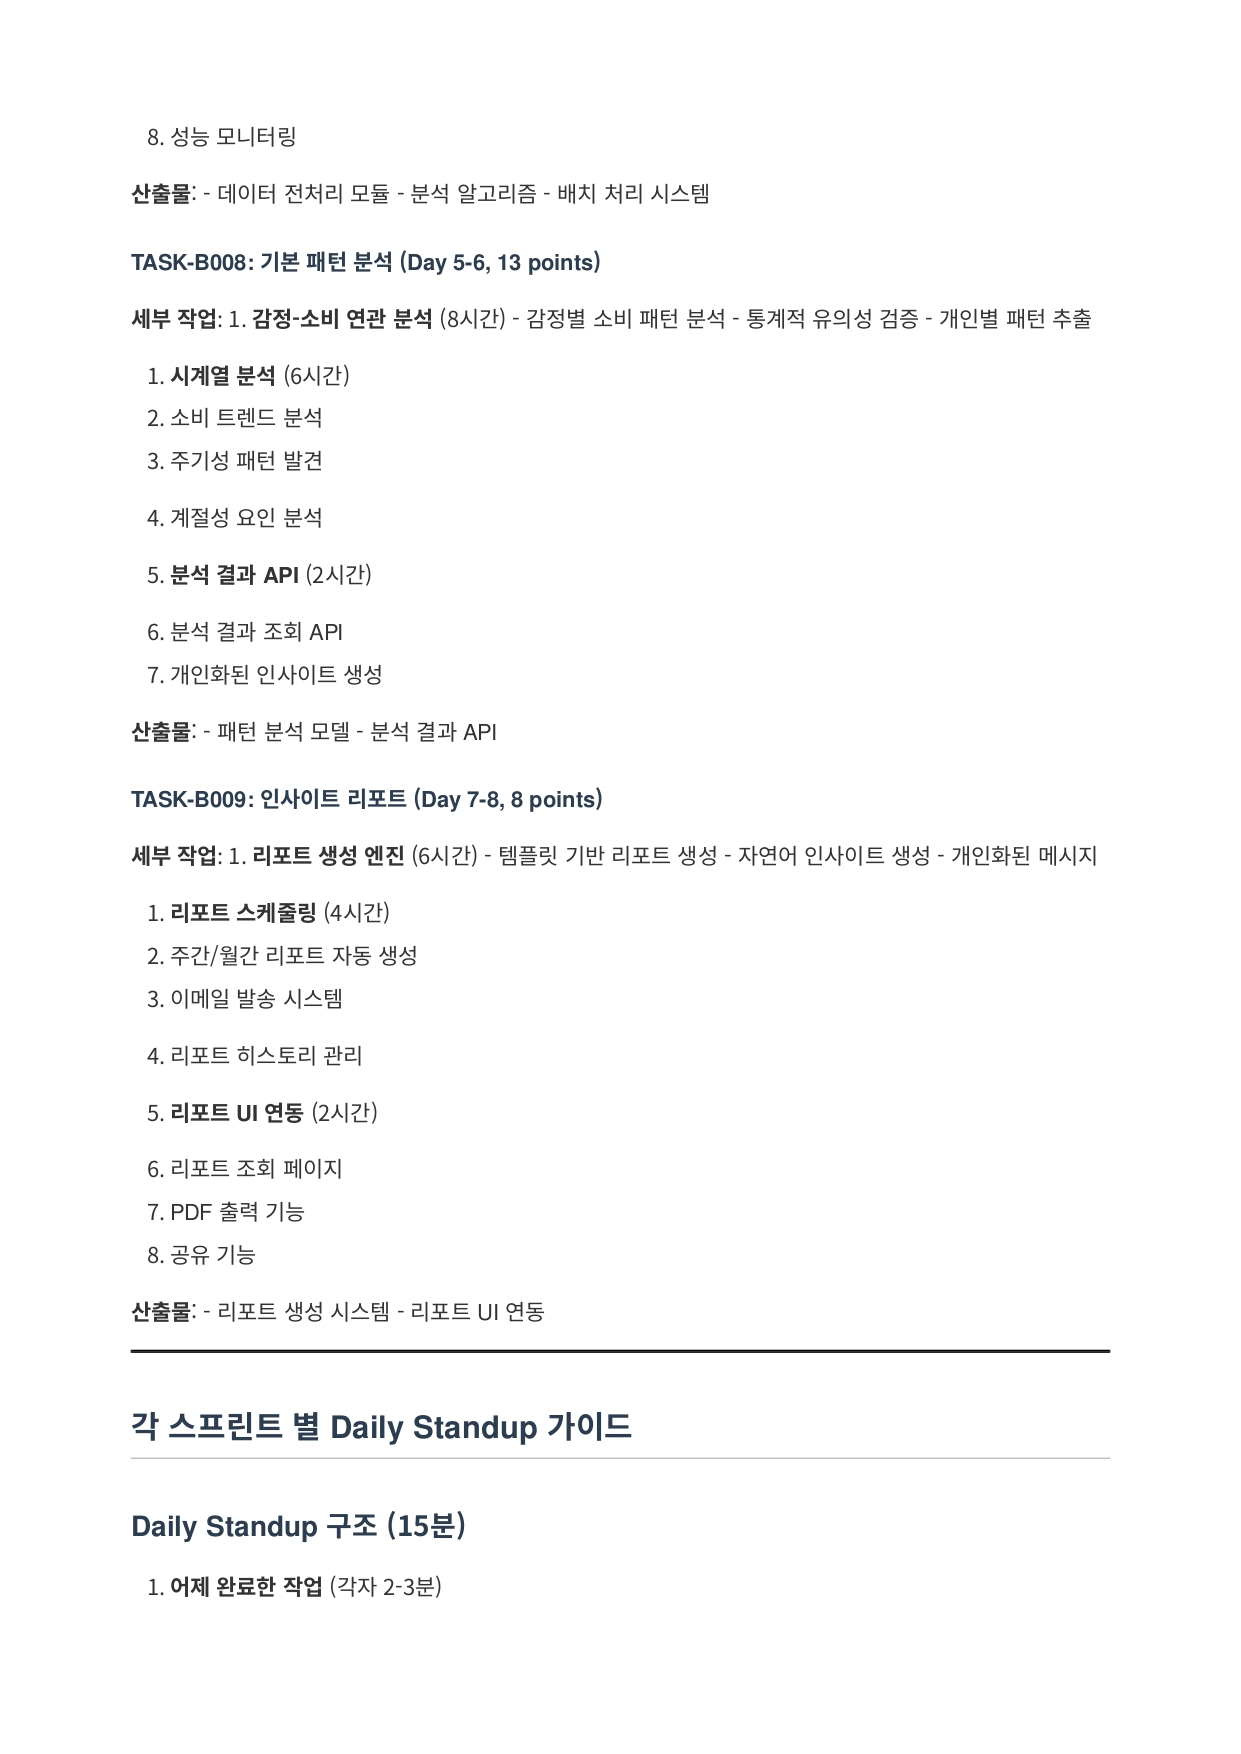 8. 성능 모니터링
산출물: - 데이터 전처리 모듈 - 분석 알고리즘 - 배치 처리 시스템
TASK-B008: 기본 패턴 분석 (Day 5-6, 13 points)
세부 작업: 1. 감정-소비 연관 분석 (8시간) - 감정별 소비 패턴 분석 - 통계적 유의성 검증 - 개인별 패턴 추출
1. 시계열 분석 (6시간)
2. 소비 트렌드 분석
3. 주기성 패턴 발견
4. 계절성 요인 분석
5. 분석 결과 API (2시간)
6. 분석 결과 조회 API
7. 개인화된 인사이트 생성
산출물: - 패턴 분석 모델 - 분석 결과 API
TASK-B009: 인사이트 리포트 (Day 7-8, 8 points)
세부 작업: 1. 리포트 생성 엔진 (6시간) - 템플릿 기반 리포트 생성 - 자연어 인사이트 생성 - 개인화된 메시지
1. 리포트 스케줄링 (4시간)
2. 주간/월간 리포트 자동 생성
3. 이메일 발송 시스템
4. 리포트 히스토리 관리
5. 리포트 UI 연동 (2시간)
6. 리포트 조회 페이지
7. PDF 출력 기능
8. 공유 기능
산출물: - 리포트 생성 시스템 - 리포트 UI 연동
각 스프린트 별 Daily Standup 가이드
Daily Standup 구조 (15분)
1. 어제 완료한 작업 (각자 2-3분)